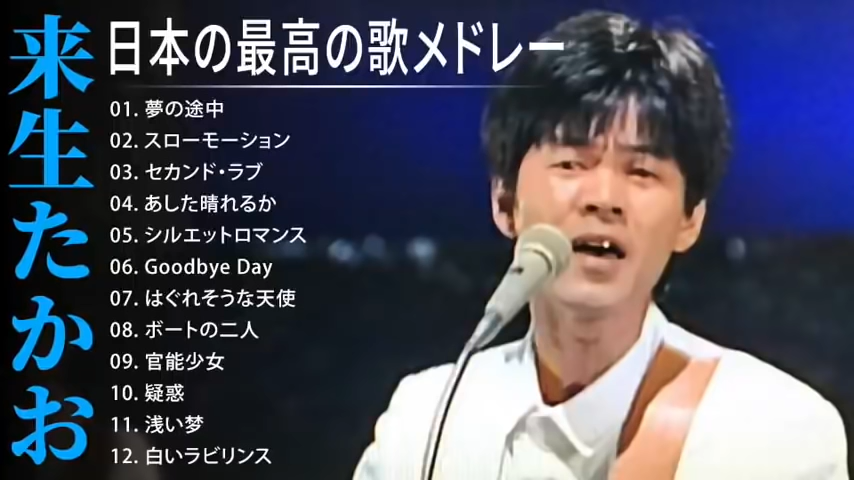 来生たかお
日本の最高の歌メドレー
01. 夢の途中
02. スローモーション
03. セカンド・ラブ
04. あした晴れるか
05. シルエットロマンス
06. Goodbye Day
07. はぐれそうな天使
08. ボートの二人
09. 官能少女
10. 疑惑
11. 浅い梦
12. 白いラビリンス